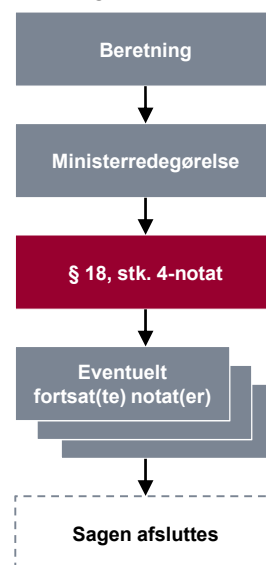 Beretning
Ministerredegørelse
§ 18, stk. 4-notat
Eventuelt
fortsat(te) notat(er)
Sagen afsluttes